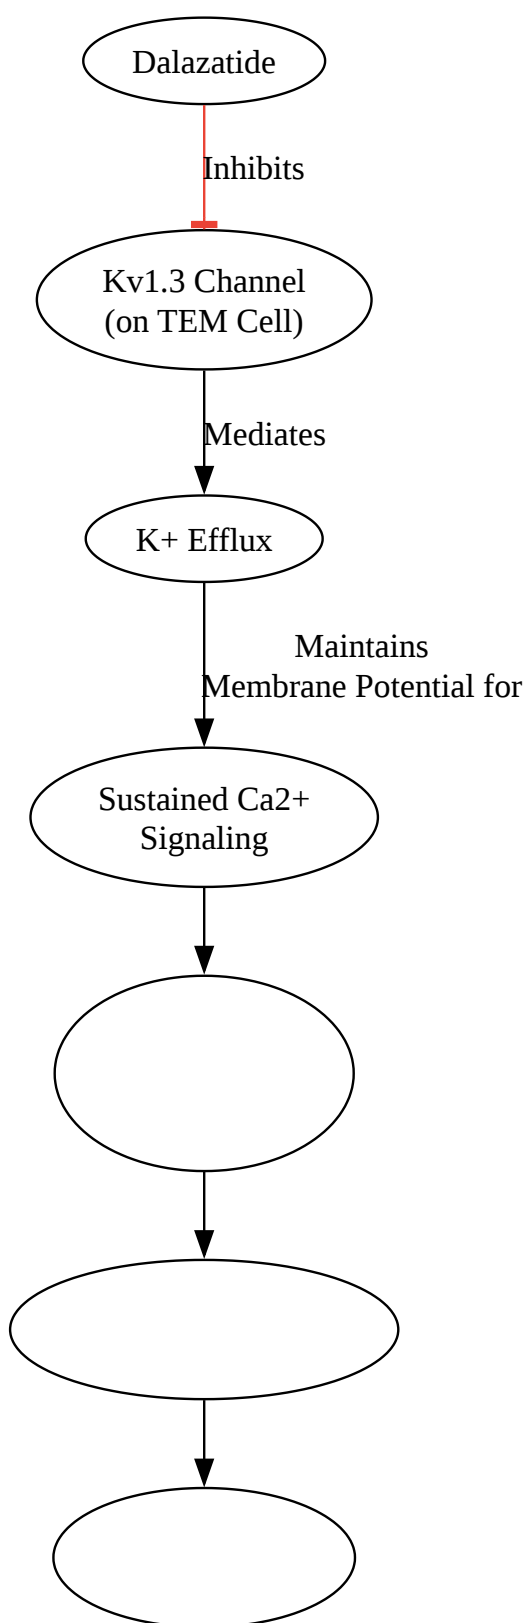 Dalazatide
Inhibits
Kv1.3 Channel
(on TEM Cell)
Mediates
K+ Efflux
Maintains
Membrane Potential for
Sustained Ca2+
Signaling